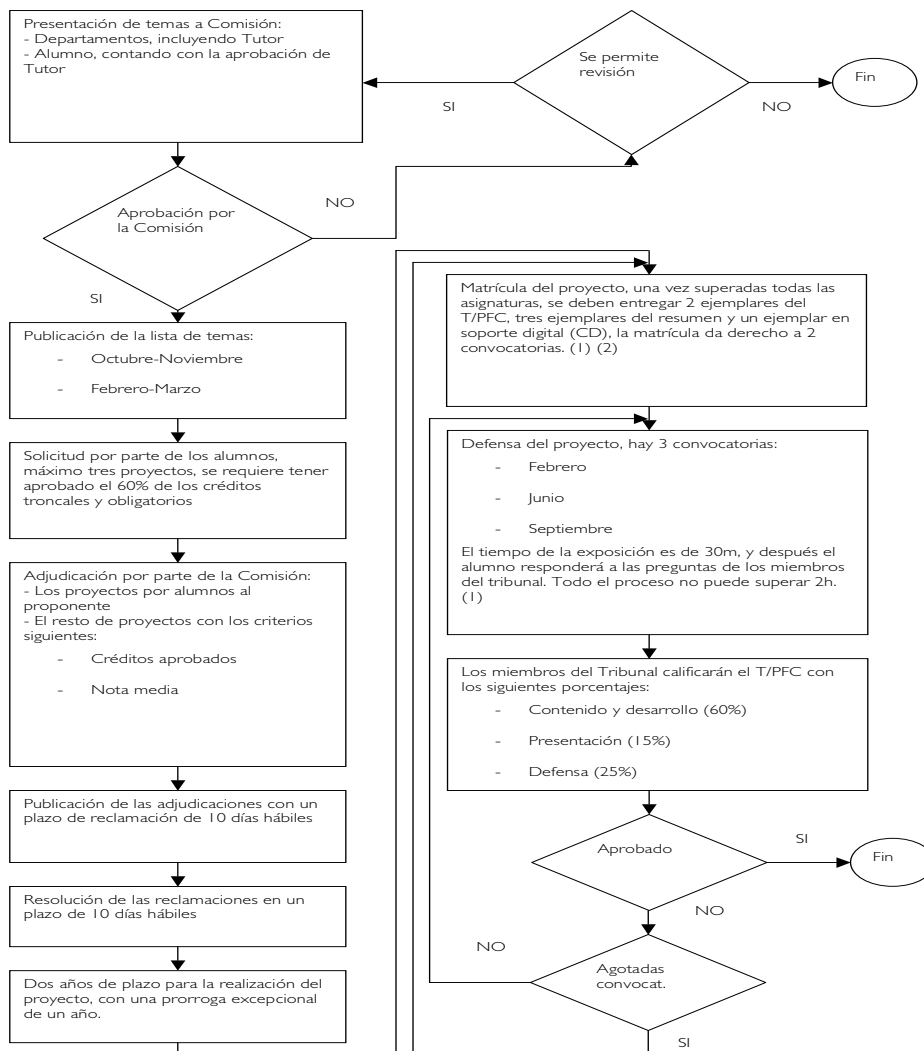 Presentación de temas a Comisión:
- Departamentos, incluyendo Tutor
- Alumno, contando con la aprobación de
Tutor
Se permite
revisión
Fin
SI
NO
Aprobación por
la Comisión
NO
SI
Publicación de la lista de temas:
- Octubre-Noviembre
- Febrero-Marzo
Solicitud por parte de los alumnos,
máximo tres proyectos, se requiere tener
aprobado el 60% de los créditos
troncales y obligatorios
Adjudicación por parte de la Comisión:
- Los proyectos por alumnos al
proponente
- El resto de proyectos con los criterios
siguientes:
- Créditos aprobados
- Nota media
Publicación de las adjudicaciones con un
plazo de reclamación de 10 días hábiles
Resolución de las reclamaciones en un
plazo de 10 días hábiles
Dos años de plazo para la realización del
proyecto, con una prorroga excepcional
de un año.
Matrícula del proyecto, una vez superadas todas las
asignaturas, se deben entregar 2 ejemplares del
T/PFC, tres ejemplares del resumen y un ejemplar en
soporte digital (CD), la matrícula da derecho a 2
convocatorias. (1) (2)
Defensa del proyecto, hay 3 convocatorias:
- Febrero
- Junio
- Septiembre
El tiempo de la exposición es de 30m, y después el
alumno responderá a las preguntas de los miembros
del tribunal. Todo el proceso no puede superar 2h.
(1)
Los miembros del Tribunal calificarán el T/PFC con
los siguientes porcentajes:
- Contenido y desarrollo (60%)
- Presentación (15%)
- Defensa (25%)
Aprobado
SI
Fin
NO
NO
Agotadas
convocat.
SI